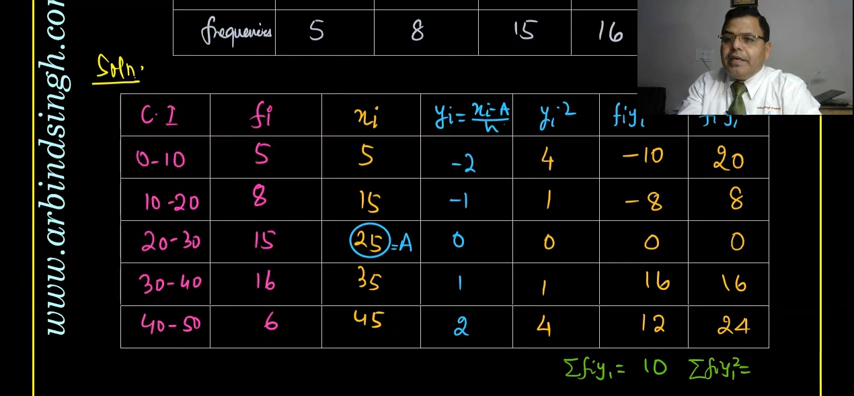 www.arbindsingh.co
frequencies 5 8 15 16
Soln.
C.I fi xi yi = xi-A/h yi² fiyi fiyi
0-10 5 5 -2 4 -10 20
10-20 8 15 -1 1 -8 8
20-30 15 25 = A 0 0 0 0
30-40 16 35 1 1 16 16
40-50 6 45 2 4 12 24
Σfiyi = 10 Σfiyi² =